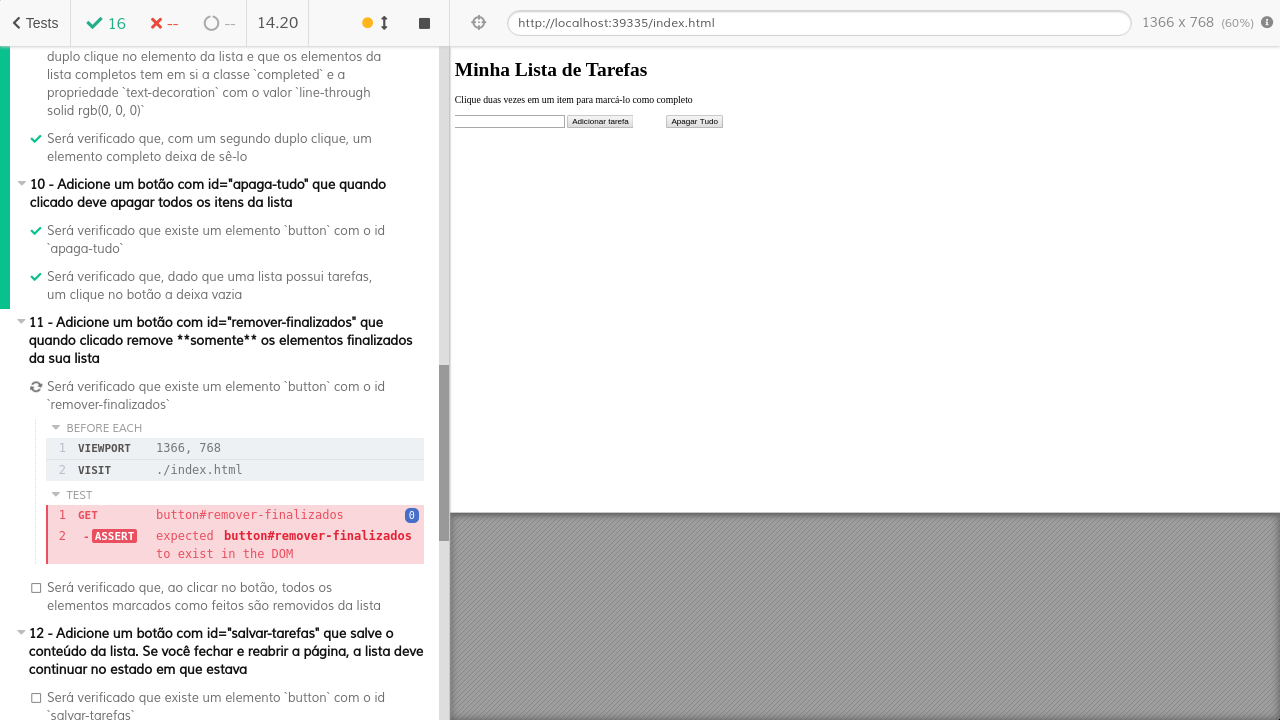 Tests
16
--
--
14.20
http://localhost:39335/index.html
1366 x 768 (60%)
duplo clique no elemento da lista e que os elementos da
lista completos tem em si a classe `completed` e a
propriedade `text-decoration` com o valor `line-through
solid rgb(0, 0, 0)`
Será verificado que, com um segundo duplo clique, um
elemento completo deixa de sê-lo
10 - Adicione um botão com id="apaga-tudo" que quando
clicado deve apagar todos os itens da lista
Será verificado que existe um elemento `button` com o id
`apaga-tudo`
Será verificado que, dado que uma lista possui tarefas,
um clique no botão a deixa vazia
11 - Adicione um botão com id="remover-finalizados" que
quando clicado remove **somente** os elementos finalizados
da sua lista
Será verificado que existe um elemento `button` com o id
`remover-finalizados`
BEFORE EACH
1 VIEWPORT 1366, 768
2 VISIT ./index.html
TEST
1 GET button#remover-finalizados 0
2 -ASSERT expected button#remover-finalizados
to exist in the DOM
Será verificado que, ao clicar no botão, todos os
elementos marcados como feitos são removidos da lista
12 - Adicione um botão com id="salvar-tarefas" que salve o
conteúdo da lista. Se você fechar e reabrir a página, a lista deve
continuar no estado em que estava
Será verificado que existe um elemento `button` com o id
`salvar-tarefas`
Minha Lista de Tarefas
Clique duas vezes em um item para marcá-lo como completo
Adicionar tarefa
Apagar Tudo